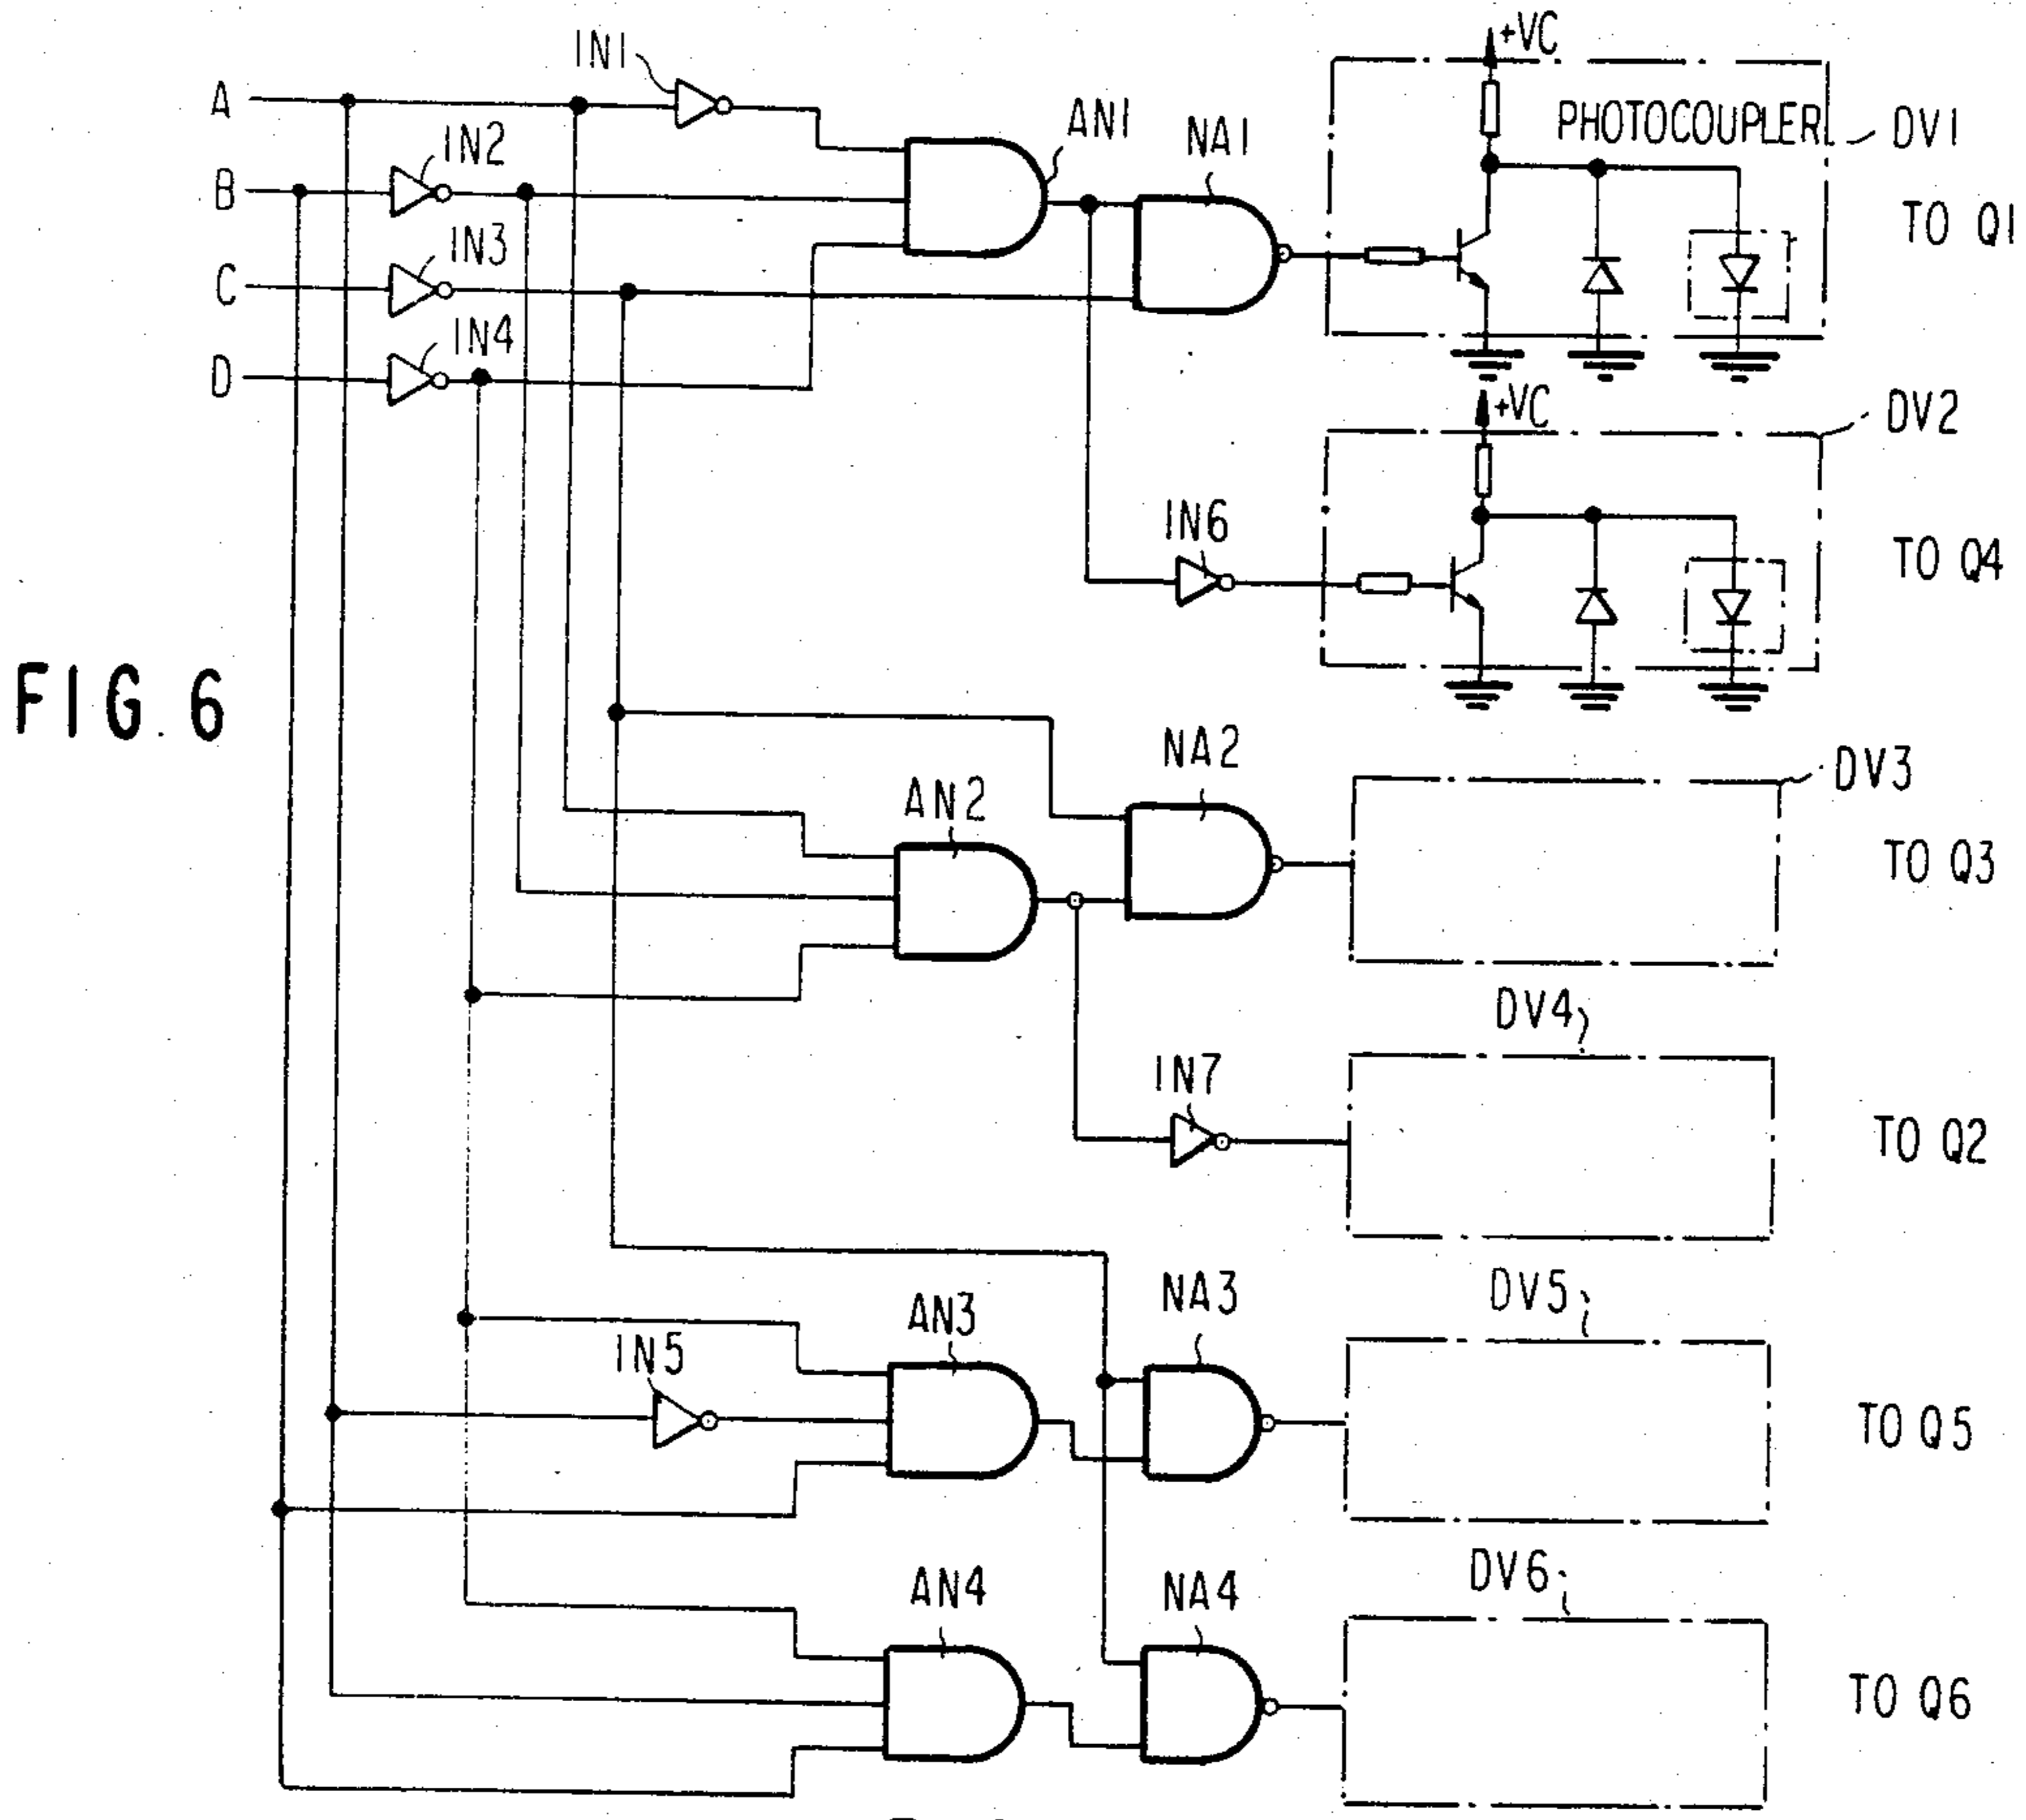 +VC
IN1
A
PHOTOCOUPLER
DV1
AN1
NA1
IN2
B
TO Q1
IN3
C
IN4
D
+VC
DV2
IN6
TO Q4
FIG. 6
NA2
DV3
AN2
TO Q3
DV4
IN7
TO Q2
NA3
DV5
AN3
IN5
TO Q5
DV6
AN4
NA4
TO Q6